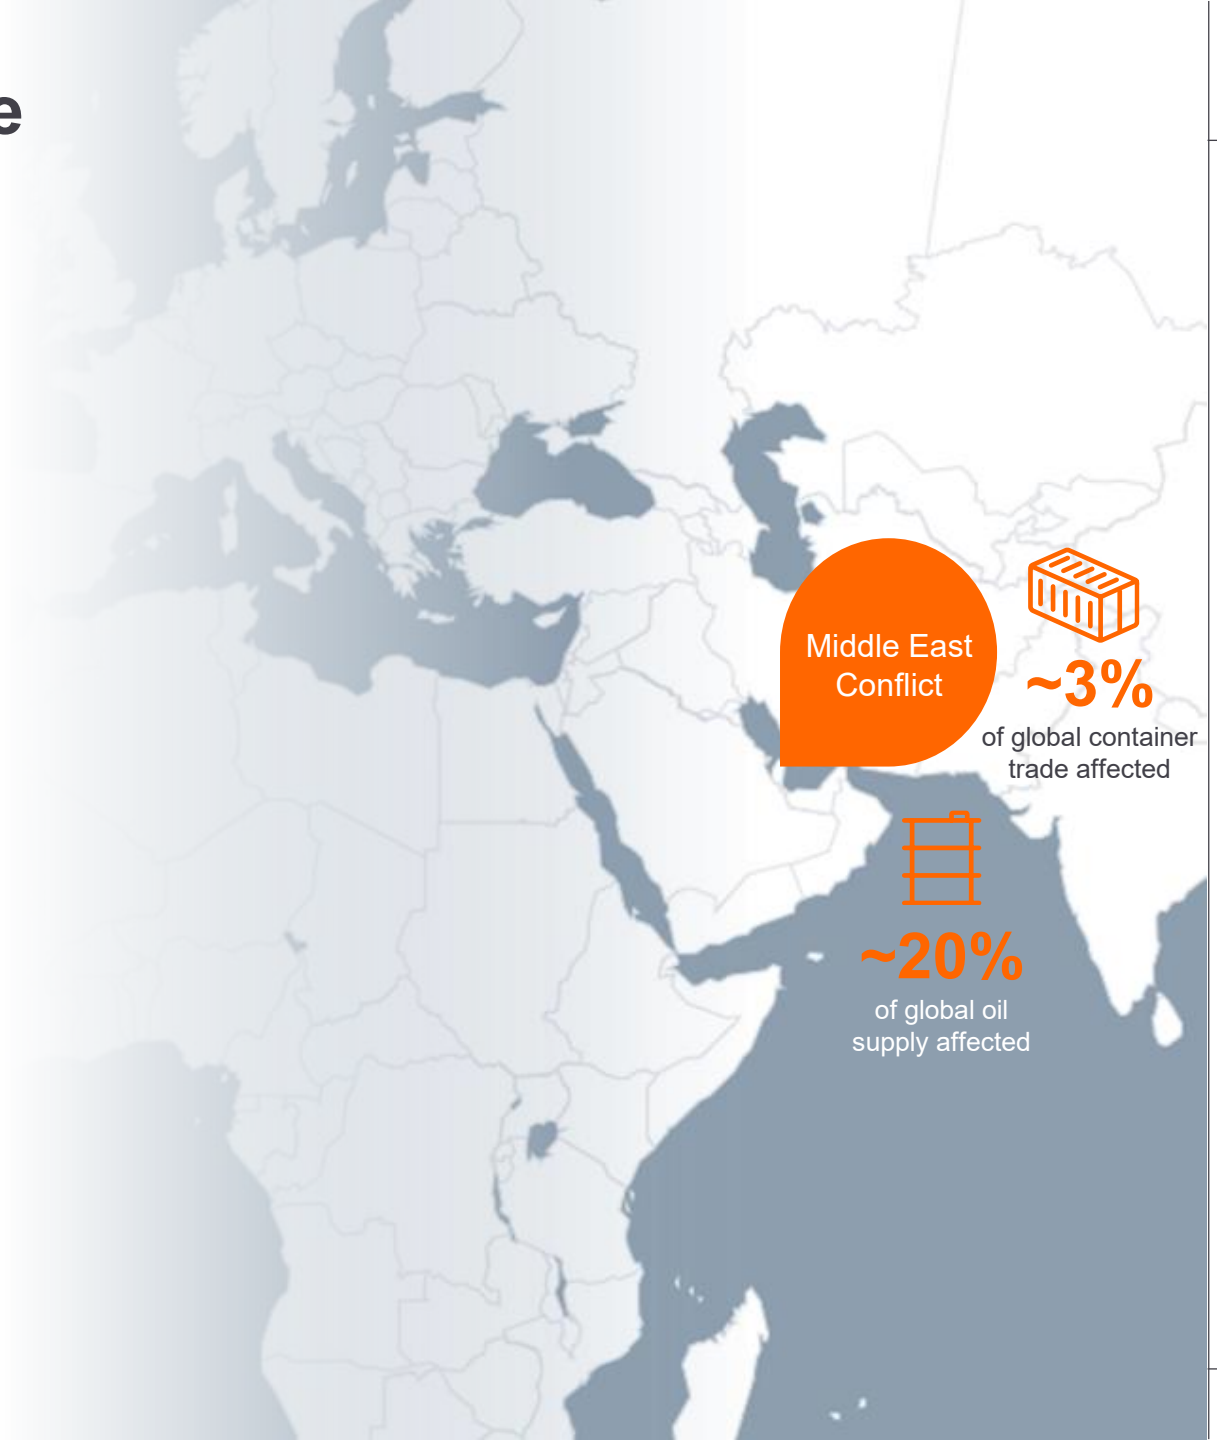 e
Middle East
Conflict
~3%
of global container
trade affected
~20%
of global oil
supply affected